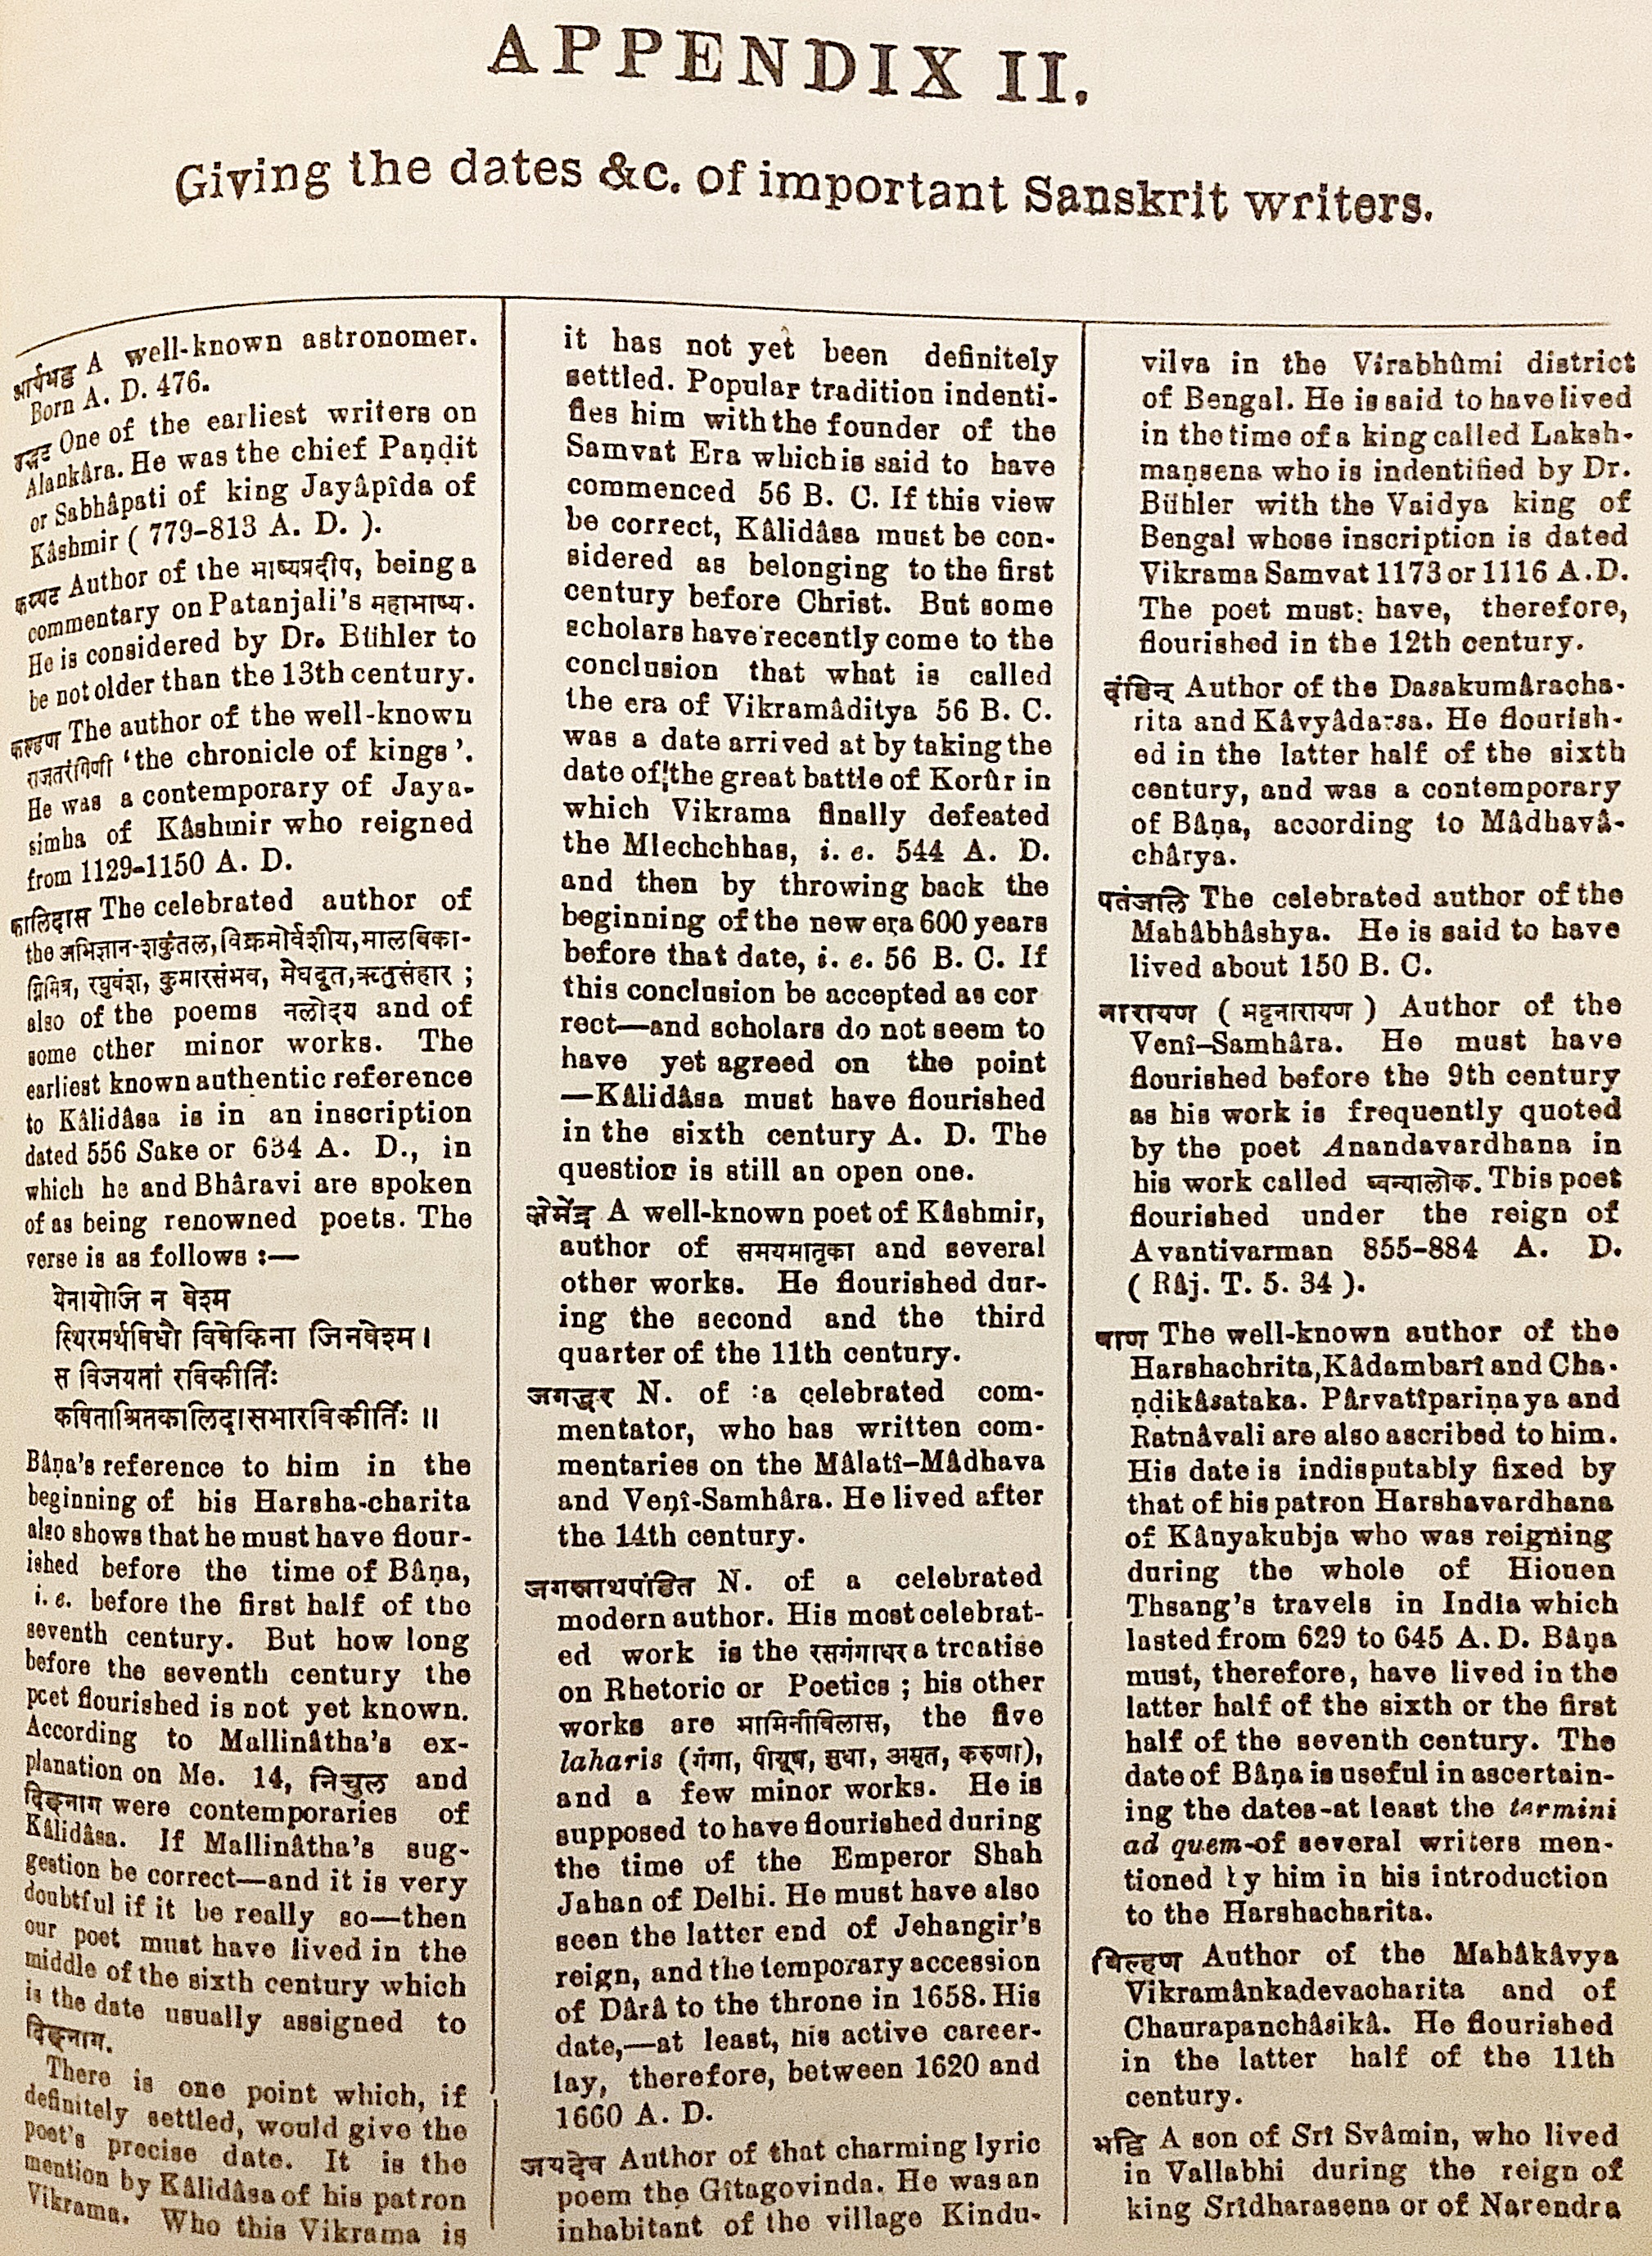 APPENDIX II.
Giving the dates &c. of important Sanskrit writers.
आर्यभट्ट A well-known astronomer.
Born A. D. 476.
उद्भट One of the earliest writers on
Alankâra. He was the chief Paṇḍit
or Sabhâpati of king Jayâpîda of
Kâshmir ( 779-813 A. D. ).
कय्यट Author of the भाष्यप्रदीप, being a
commentary on Patanjali's महाभाष्य.
He is considered by Dr. Bühler to
be not older than the 13th century.
कल्हण The author of the well-known
राजतरंगिणी 'the chronicle of kings'.
He was a contemporary of Jaya-
simha of Kâshmir who reigned
from 1129-1150 A. D.
कालिदास The celebrated author of
the अभिज्ञान-शकुंतल, विक्रमोर्वशीय, मालविका-
ग्निमित्र, रघुवंश, कुमारसंभव, मेघदूत, ऋतुसंहार ;
also of the poems नलोदय and of
some other minor works. The
earliest known authentic reference
to Kâlidâsa is in an inscription
dated 556 Sake or 634 A. D., in
which he and Bhâravi are spoken
of as being renowned poets. The
verse is as follows :—
येनायोजि न वेश्म
स्थिरमर्थविधौ विवेकिना जिनवेश्म।
स विजयतां रविकीर्तिः
कविताश्रितकालिदासभारविकीर्तिः ॥
Bâṇa's reference to him in the
beginning of his Harsha-charita
also shows that he must have flour-
ished before the time of Bâṇa,
i. e. before the first half of the
seventh century. But how long
before the seventh century the
poet flourished is not yet known.
According to Mallinâtha's ex-
planation on Me. 14, निचुल and
दिङ्नाग were contemporaries of
Kâlidâsa. If Mallinâtha's sug-
gestion be correct—and it is very
doubtful if it be really so—then
our poet must have lived in the
middle of the sixth century which
is the date usually assigned to
दिङ्नाग.
There is one point which, if
definitely settled, would give the
poet's precise date. It is the
mention by Kâlidâsa of his patron
Vikrama. Who this Vikrama is
it has not yet been definitely
settled. Popular tradition indenti-
fies him with the founder of the
Samvat Era which is said to have
commenced 56 B. C. If this view
be correct, Kâlidâsa must be con-
sidered as belonging to the first
century before Christ. But some
scholars have recently come to the
conclusion that what is called
the era of Vikramâditya 56 B. C.
was a date arrived at by taking the
date of the great battle of Korûr in
which Vikrama finally defeated
the Mlechchhas, i. e. 544 A. D.
and then by throwing back the
beginning of the new era 600 years
before that date, i. e. 56 B. C. If
this conclusion be accepted as cor
rect—and scholars do not seem to
have yet agreed on the point
—Kâlidâsa must have flourished
in the sixth century A. D. The
question is still an open one.
क्षेमेंद्र A well-known poet of Kâshmir,
author of समयमातृका and several
other works. He flourished dur-
ing the second and the third
quarter of the 11th century.
जगद्धर N. of a celebrated com-
mentator, who has written com-
mentaries on the Mâlatî-Mâdhava
and Veṇî-Samhâra. He lived after
the 14th century.
जगन्नाथपंडित N. of a celebrated
modern author. His most celebrat-
ed work is the रसगंगाधर a treatise
on Rhetoric or Poetics ; his other
works are भामिनीविलास, the five
laharis (गंगा, पीयूष, सुधा, अमृत, करुणा),
and a few minor works. He is
supposed to have flourished during
the time of the Emperor Shah
Jahan of Delhi. He must have also
seen the latter end of Jehangir's
reign, and the temporary accession
of Dârâ to the throne in 1658. His
date,—at least, his active career-
lay, therefore, between 1620 and
1660 A. D.
जयदेव Author of that charming lyric
poem the Gîtagovinda. He was an
inhabitant of the village Kindu-
vilva in the Vîrabhûmi district
of Bengal. He is said to have lived
in the time of a king called Laksh-
maṇsena who is indentified by Dr.
Bühler with the Vaidya king of
Bengal whose inscription is dated
Vikrama Samvat 1173 or 1116 A.D.
The poet must: have, therefore,
flourished in the 12th century.
दंडिन् Author of the Dasakumâracha-
rita and Kâvyâdarsa. He flourish-
ed in the latter half of the sixth
century, and was a contemporary
of Bâṇa, according to Mâdhavâ-
chârya.
पतंजलि The celebrated author of the
Mahâbhâshya. He is said to have
lived about 150 B. C.
नारायण ( भट्टनारायण ) Author of the
Venî-Samhâra. He must have
flourished before the 9th century
as his work is frequently quoted
by the poet Anandavardhana in
his work called ध्वन्यालोक. This poet
flourished under the reign of
Avantivarman 855-884 A. D.
( Râj. T. 5. 34 ).
बाण The well-known author of the
Harshachrita, Kâdambarî and Cha-
ṇḍikâsataka. Pârvatîpariṇaya and
Ratnâvali are also ascribed to him.
His date is indisputably fixed by
that of his patron Harshavardhana
of Kânyakubja who was reigning
during the whole of Hiouen
Thsang's travels in India which
lasted from 629 to 645 A. D. Bâṇa
must, therefore, have lived in the
latter half of the sixth or the first
half of the seventh century. The
date of Bâṇa is useful in ascertain-
ing the dates-at least the termini
ad quem-of several writers men-
tioned by him in his introduction
to the Harshacharita.
बिल्हण Author of the Mahâkâvya
Vikramânkadevacharita and of
Chaurapanchâsikâ. He flourished
in the latter half of the 11th
century.
भट्टि A son of Srî Svâmin, who lived
in Vallabhi during the reign of
king Srîdharasena or of Narendra